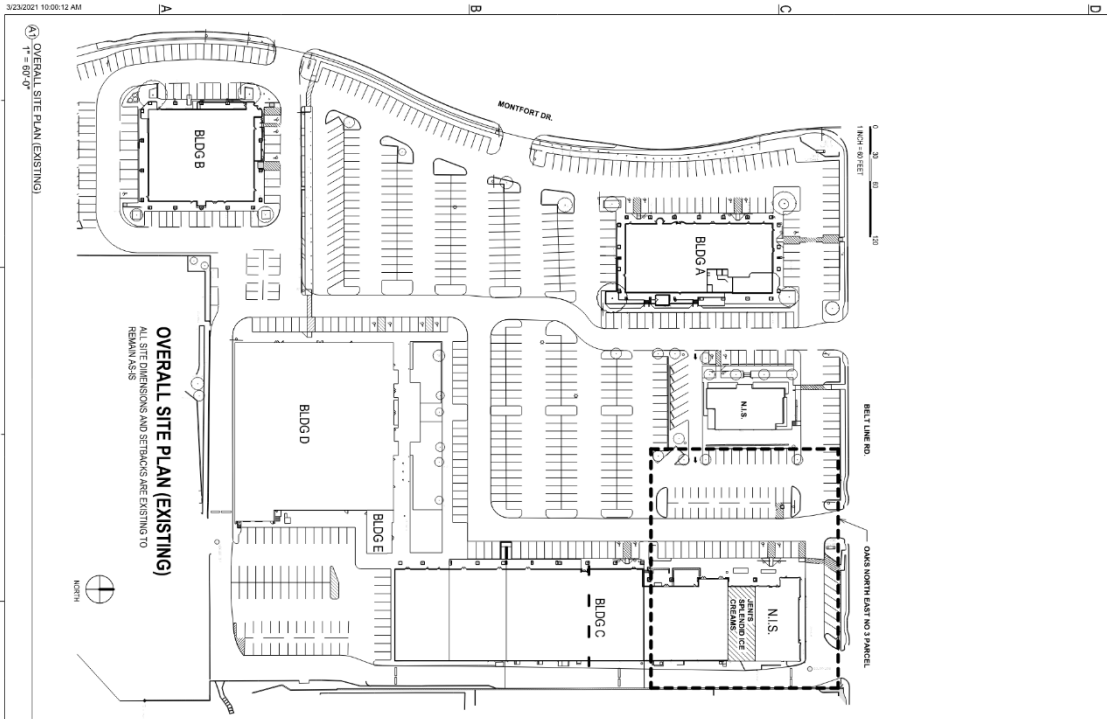 3/23/2021 10:00:12 AM
A
B
C
D
A1 OVERALL SITE PLAN (EXISTING)
1" = 60'-0"
MONTFORT DR.
0 30 60 120
1 INCH = 60 FEET
BLDG B
BLDG A
BELT LINE RD.
N.I.S.
OVERALL SITE PLAN (EXISTING)
ALL SITE DIMENSIONS AND SETBACKS ARE EXISTING TO
REMAIN AS-IS
BLDG D
BLDG E
BLDG C
OAKS NORTH EAST NO 3 PARCEL
N.I.S.
JENI'S
SPLENDID ICE
CREAMS
NORTH